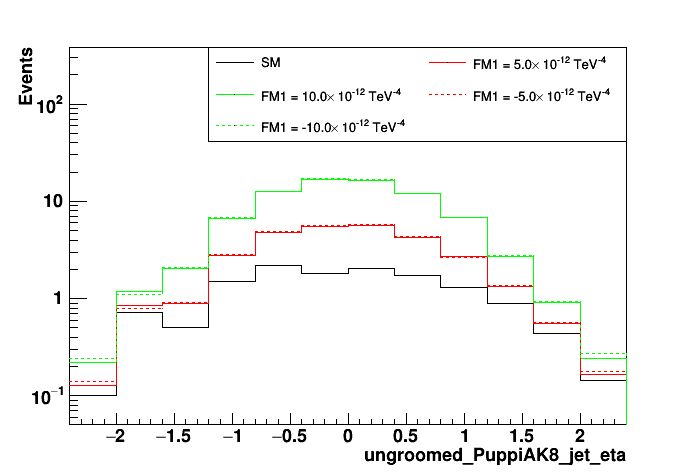 Events
SM
FM1 = 5.0× 10⁻¹² TeV⁻⁴
FM1 = 10.0× 10⁻¹² TeV⁻⁴
FM1 = -5.0× 10⁻¹² TeV⁻⁴
FM1 = -10.0× 10⁻¹² TeV⁻⁴
10²
10
1
10⁻¹
−2 −1.5 −1 −0.5 0 0.5 1 1.5 2
ungroomed_PuppiAK8_jet_eta